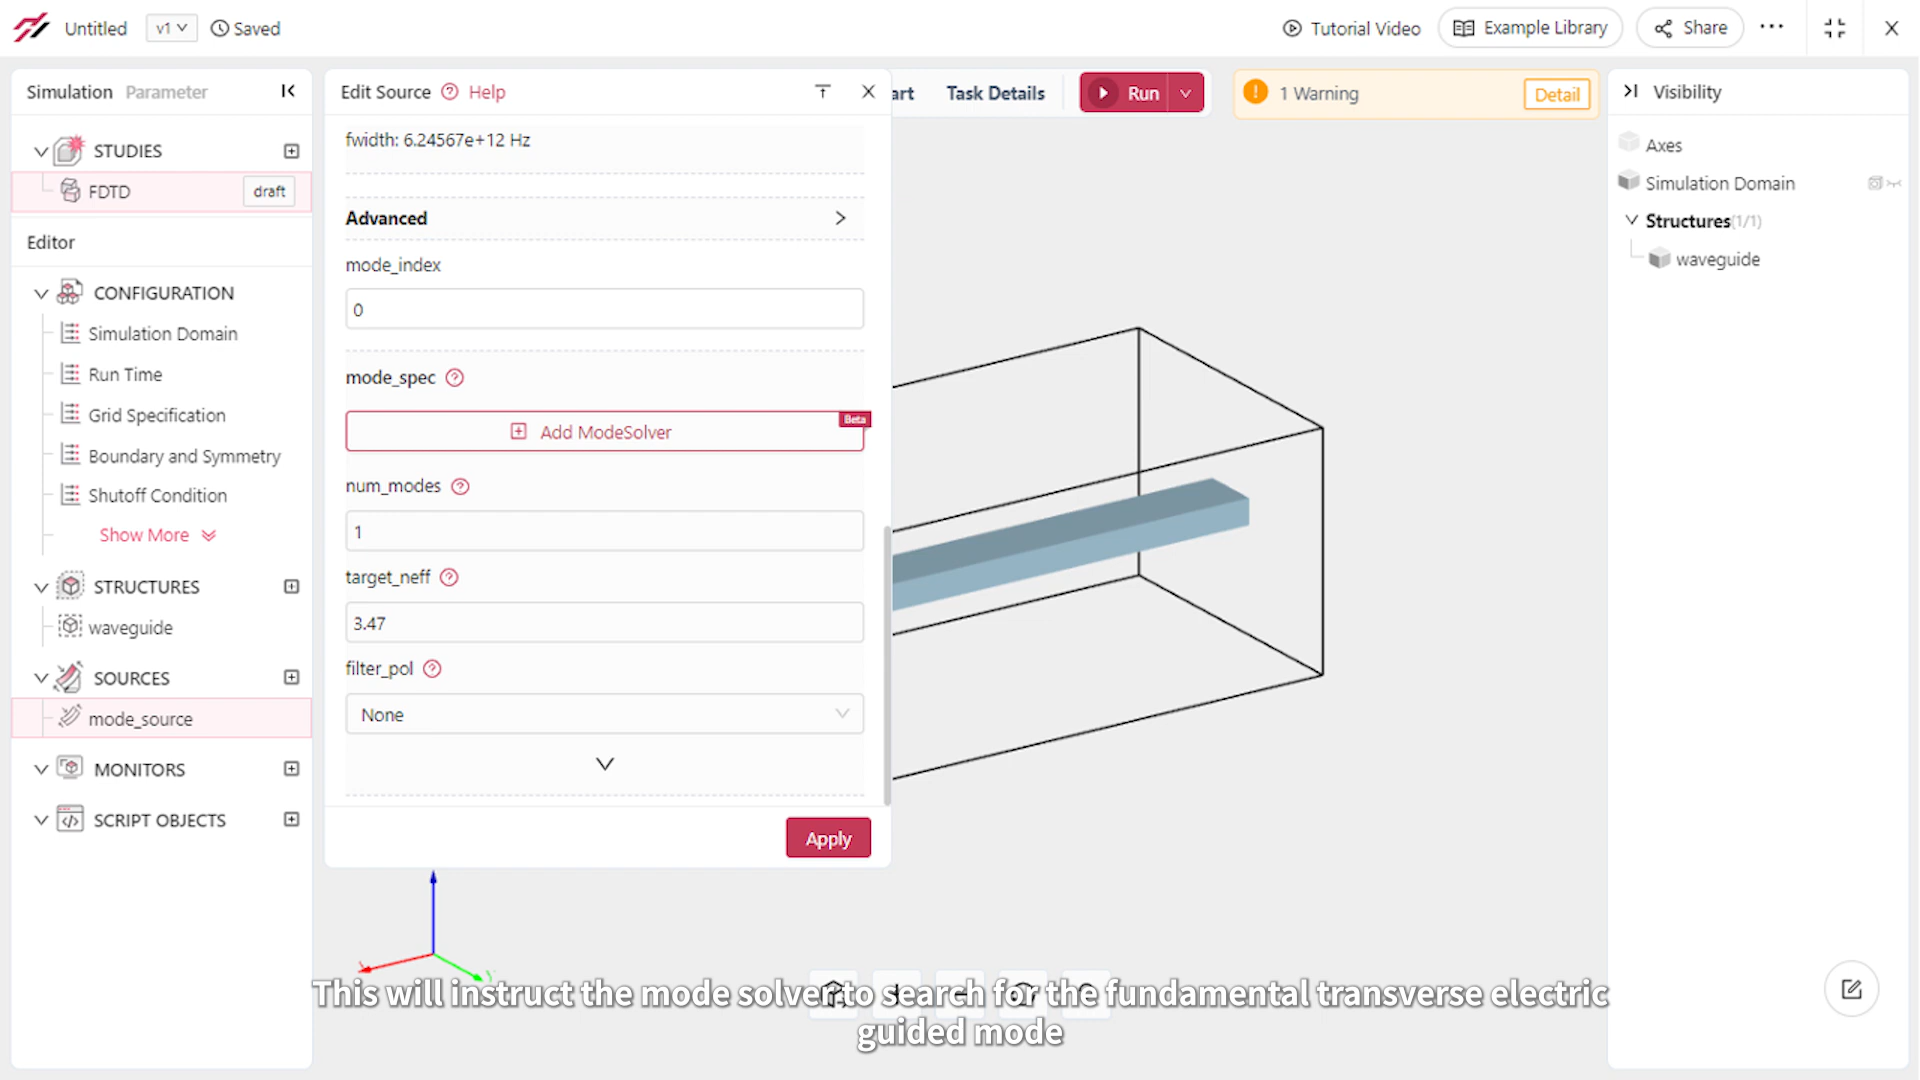 Untitled
v1
Saved
Tutorial Video
Example Library
Share
Simulation Parameter
Edit Source
Help
art
Task Details
Run
1 Warning
Detail
Visibility
STUDIES
FDTD
draft
Editor
CONFIGURATION
Simulation Domain
Run Time
Grid Specification
Boundary and Symmetry
Shutoff Condition
Show More
STRUCTURES
waveguide
SOURCES
mode_source
MONITORS
SCRIPT OBJECTS
fwidth: 6.24567e+12 Hz
Advanced
mode_index
0
mode_spec
Beta
Add ModeSolver
num_modes
1
target_neff
3.47
filter_pol
None
Apply
Axes
Simulation Domain
Structures(1/1)
waveguide
This will instruct the mode solver to search for the fundamental transverse electric
guided mode